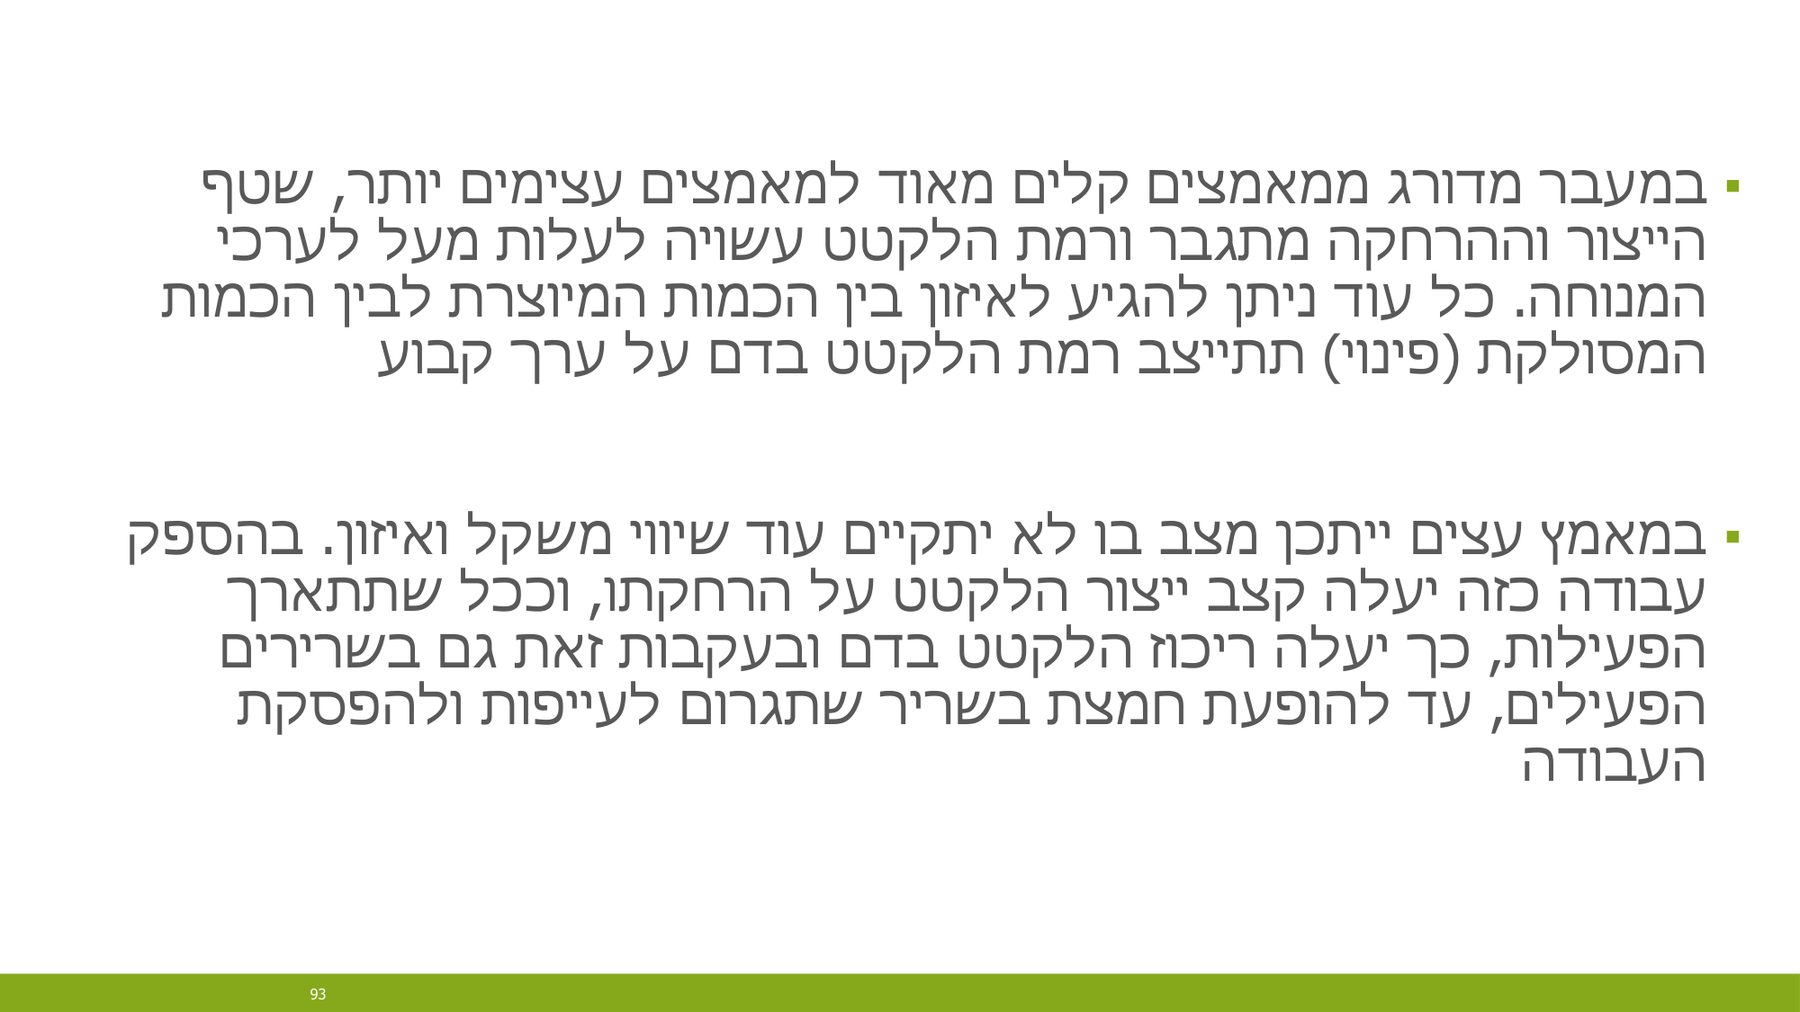 ▪ במעבר מדורג ממאמצים קלים מאוד למאמצים עצימים יותר, שטף
הייצור וההרחקה מתגבר ורמת הלקטט עשויה לעלות מעל לערכי
המנוחה. כל עוד ניתן להגיע לאיזון בין הכמות המיוצרת לבין הכמות
המסולקת (פינוי) תתייצב רמת הלקטט בדם על ערך קבוע
▪ במאמץ עצים ייתכן מצב בו לא יתקיים עוד שיווי משקל ואיזון. בהספק
עבודה כזה יעלה קצב ייצור הלקטט על הרחקתו, וככל שתתארך
הפעילות, כך יעלה ריכוז הלקטט בדם ובעקבות זאת גם בשרירים
הפעילים, עד להופעת חמצת בשריר שתגרום לעייפות ולהפסקת
העבודה
93